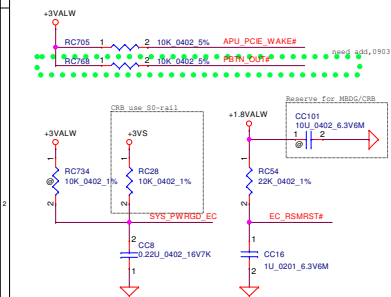 +3VALW
RC705 1 2 10K_0402_5% APU_PCIE_WAKE#
need add,0903
RC768 1 2 10K_0402_5% PBTN_OUT#
Reserve for MBDG/CRB
CRB use S0-rail
CC101
10U_0402_6.3V6M
+3VALW +3VS +1.8VALW
1 2
@
1 1 1
RC734 RC28 RC54
@ 10K_0402_1% 10K_0402_1% 22K_0402_1%
2 2 2
2
SYS_PWRGD_EC EC_RSMRST#
2 1
CC8 CC16
0.22U_0402_16V7K 1U_0201_6.3V6M
1 2